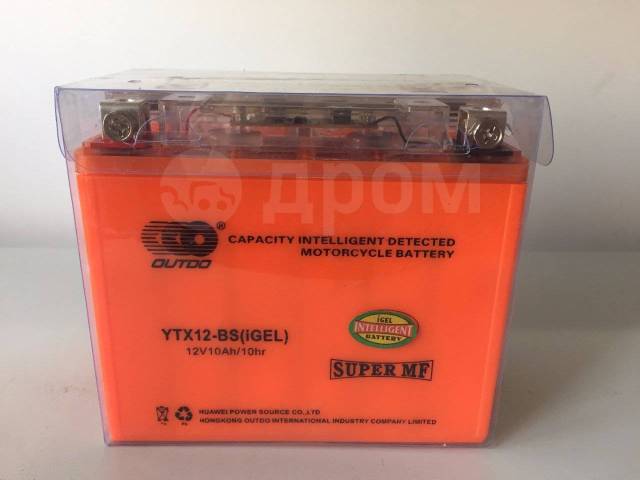 дром
®
OUTDO
CAPACITY INTELLIGENT DETECTED
MOTORCYCLE BATTERY
YTX12-BS(iGEL)
12V10Ah/10hr
iGEL
INTELLIGENT
BATTERY
SUPER MF
Pb
HUAWEI POWER SOURCE CO.,LTD
HONGKONG OUTDO INTERNATIONAL INDUSTRY COMPANY LIMITED